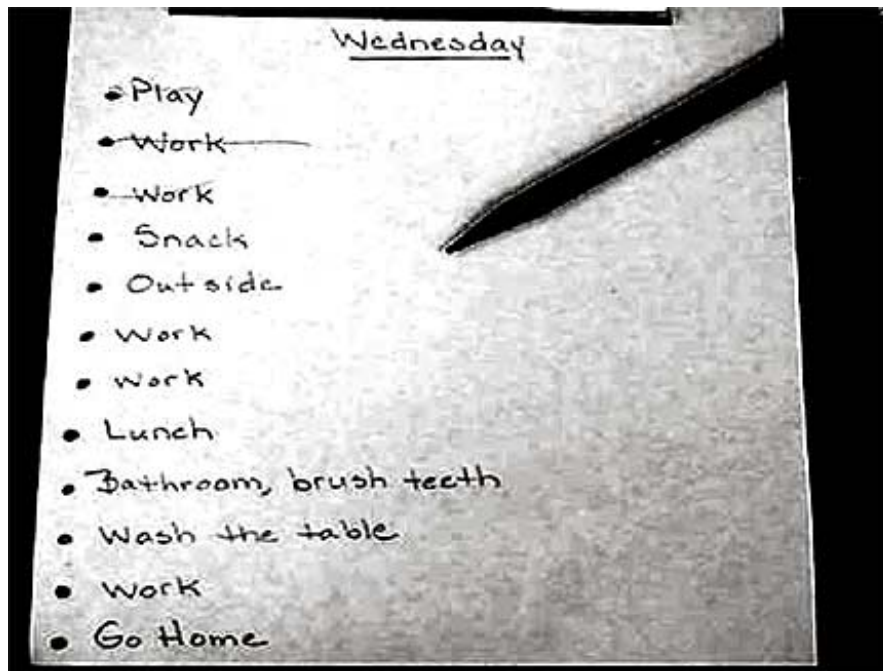 Wednesday
• Play
• Work
• Work
• Snack
• Outside
• Work
• Work
• Lunch
• Bathroom, brush teeth
• Wash the table
• Work
• Go Home